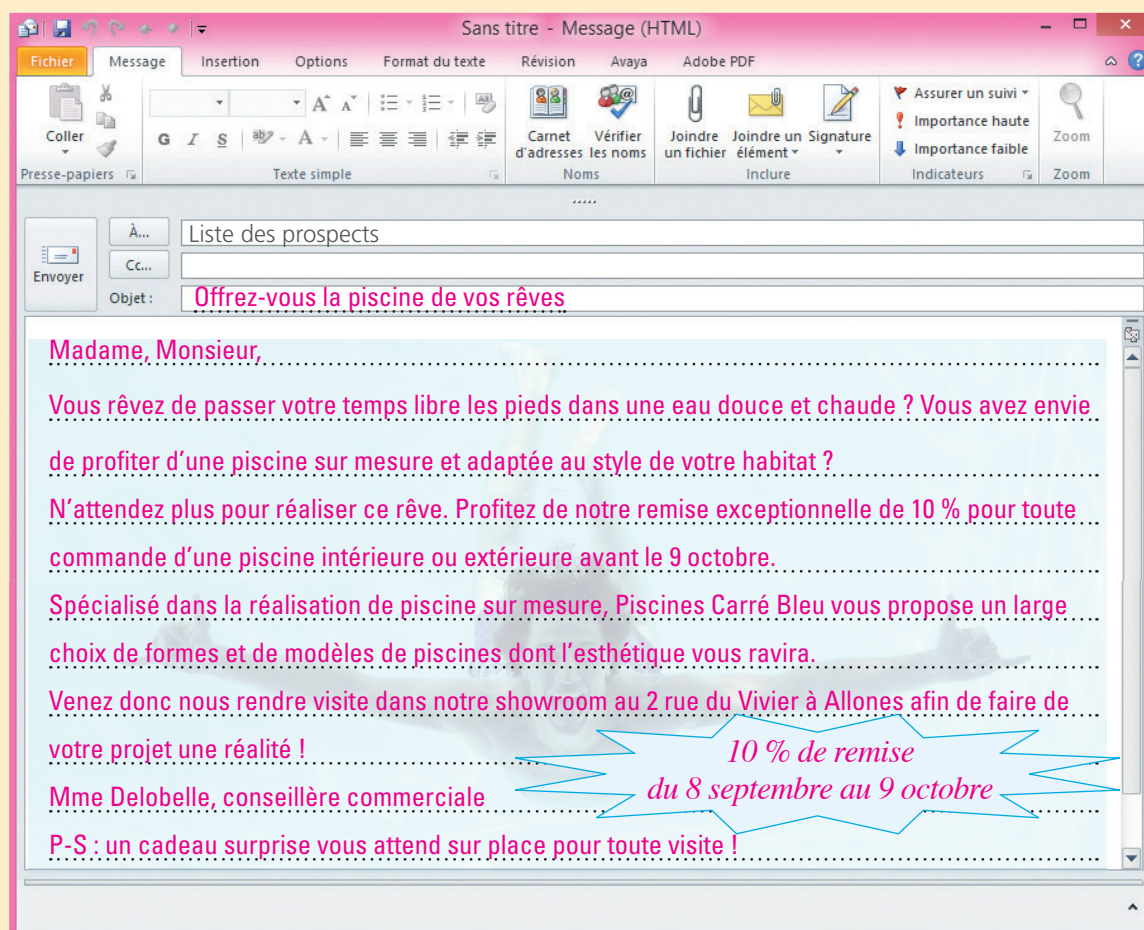 Sans titre - Message (HTML)
Fichier Message Insertion Options Format du texte Révision Avaya Adobe PDF
Coller
G I S
Carnet d'adresses
Vérifier les noms
Joindre un fichier
Joindre un élément
Signature
Assurer un suivi
Importance haute
Importance faible
Zoom
Presse-papiers Texte simple Noms Inclure Indicateurs Zoom
Envoyer
À... Liste des prospects
Cc...
Objet : Offrez-vous la piscine de vos rêves
Madame, Monsieur,
Vous rêvez de passer votre temps libre les pieds dans une eau douce et chaude ? Vous avez envie
de profiter d'une piscine sur mesure et adaptée au style de votre habitat ?
N'attendez plus pour réaliser ce rêve. Profitez de notre remise exceptionnelle de 10 % pour toute
commande d'une piscine intérieure ou extérieure avant le 9 octobre.
Spécialisé dans la réalisation de piscine sur mesure, Piscines Carré Bleu vous propose un large
choix de formes et de modèles de piscines dont l'esthétique vous ravira.
Venez donc nous rendre visite dans notre showroom au 2 rue du Vivier à Allones afin de faire de
votre projet une réalité !
10 % de remise
du 8 septembre au 9 octobre
Mme Delobelle, conseillère commerciale
P-S : un cadeau surprise vous attend sur place pour toute visite !